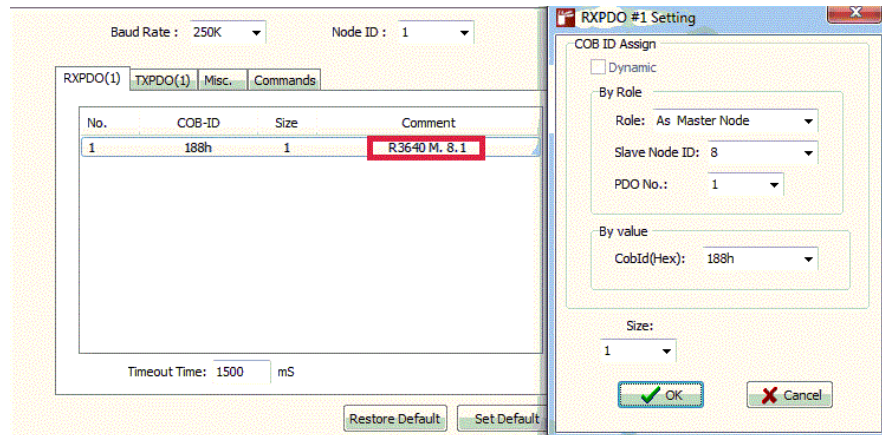 Baud Rate : 250K Node ID : 1
RXPDO(1) TXPDO(1) Misc. Commands
No. COB-ID Size Comment
1 188h 1 R3640 M. 8.1
Timeout Time: 1500 mS
Restore Default Set Default
RXPDO #1 Setting
COB ID Assign
Dynamic
By Role
Role: As Master Node
Slave Node ID: 8
PDO No.: 1
By value
CobId(Hex): 188h
Size:
1
OK Cancel